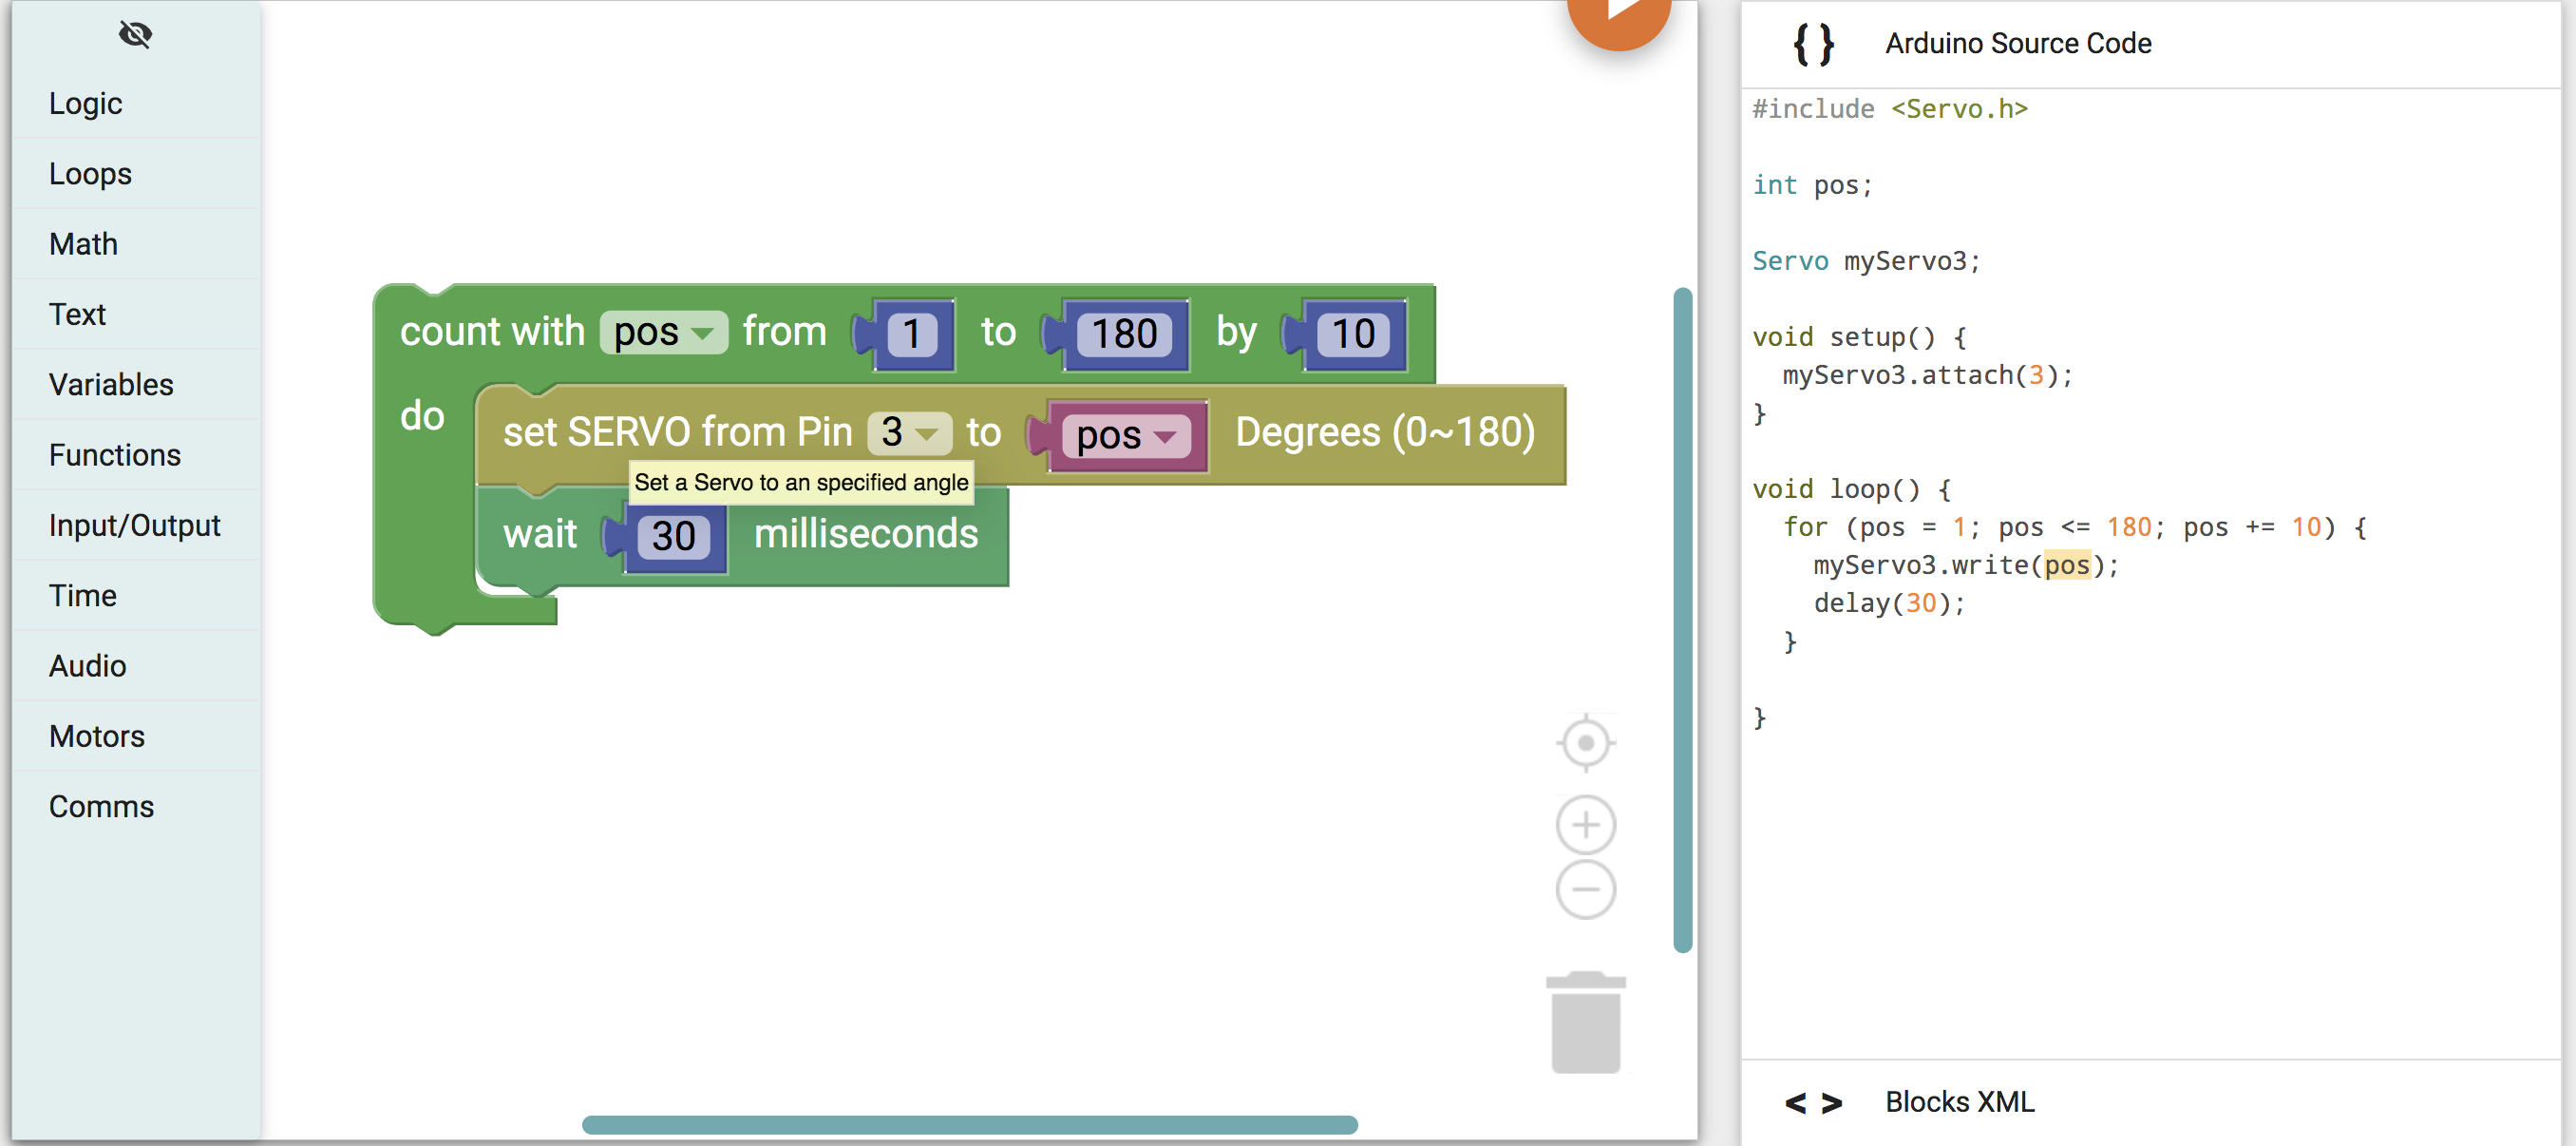 Logic
Loops
Math
Text
Variables
Functions
Input/Output
Time
Audio
Motors
Comms
count with pos from 1 to 180 by 10
do
set SERVO from Pin 3 to pos Degrees (0~180)
Set a Servo to an specified angle
wait 30 milliseconds
{ } Arduino Source Code
#include <Servo.h>
int pos;
Servo myServo3;
void setup() {
myServo3.attach(3);
}
void loop() {
for (pos = 1; pos <= 180; pos += 10) {
myServo3.write(pos);
delay(30);
}
}
< > Blocks XML